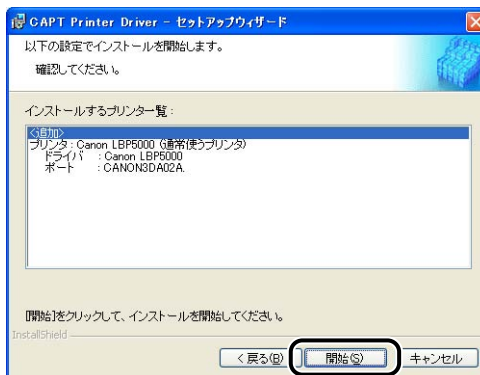 CAPT Printer Driver - セットアップウィザード
以下の設定でインストールを開始します。
確認してください。
インストールするプリンター覧:
<追加>
プリンタ : Canon LBP5000 (通常使うプリンタ)
ドライバ : Canon LBP5000
ポート : CANON3DA02A.
[開始]をクリックして、インストールを開始してください。
InstallShield
< 戻る(B)
開始(S)
キャンセル